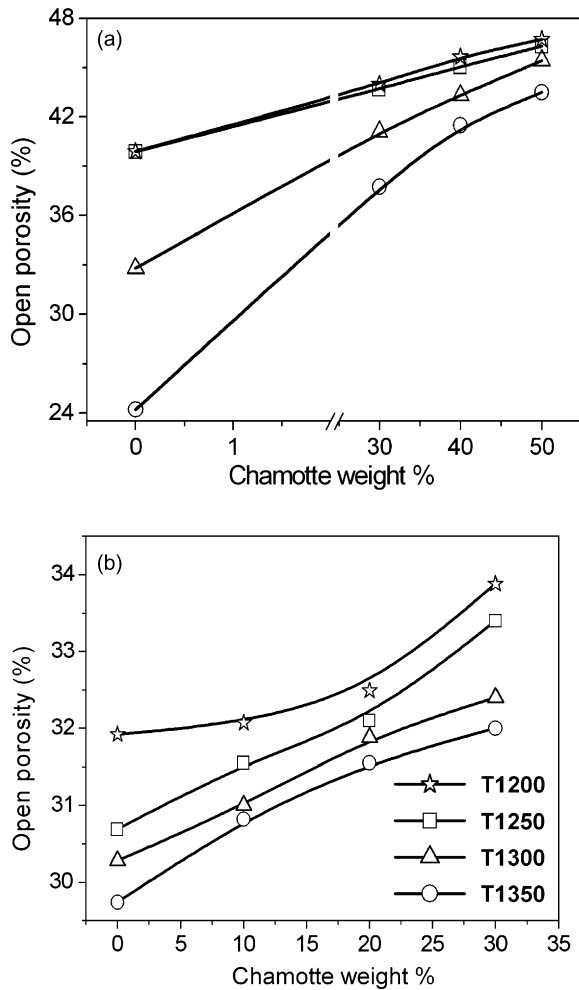 (a)
48
42
36
30
24
Open porosity (%)
0 1 30 40 50
Chamotte weight %
(b)
34
33
32
31
30
Open porosity (%)
T1200
T1250
T1300
T1350
0 5 10 15 20 25 30 35
Chamotte weight %